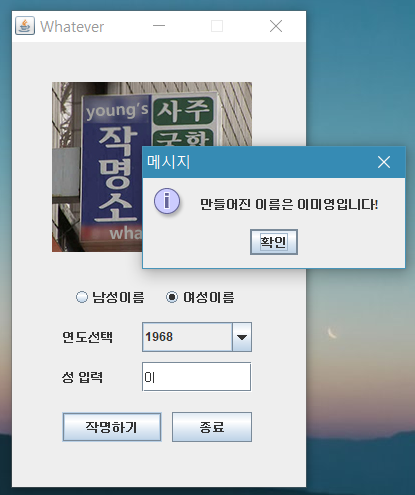 Whatever
young's
사주
작명소
wha
메시지
만들어진 이름은 이미영입니다!
확인
남성이름
여성이름
연도선택
1968
성 입력
이
작명하기
종료